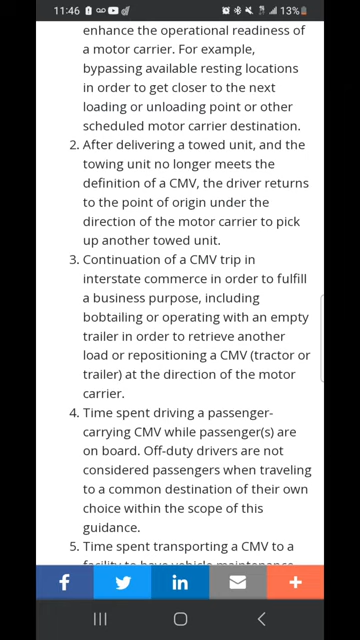 11:46
13%
enhance the operational readiness of
a motor carrier. For example,
bypassing available resting locations
in order to get closer to the next
loading or unloading point or other
scheduled motor carrier destination.
2. After delivering a towed unit, and the
towing unit no longer meets the
definition of a CMV, the driver returns
to the point of origin under the
direction of the motor carrier to pick
up another towed unit.
3. Continuation of a CMV trip in
interstate commerce in order to fulfill
a business purpose, including
bobtailing or operating with an empty
trailer in order to retrieve another
load or repositioning a CMV (tractor or
trailer) at the direction of the motor
carrier.
4. Time spent driving a passenger-
carrying CMV while passenger(s) are
on board. Off-duty drivers are not
considered passengers when traveling
to a common destination of their own
choice within the scope of this
guidance.
5. Time spent transporting a CMV to a
facility to have vehicle maintenance